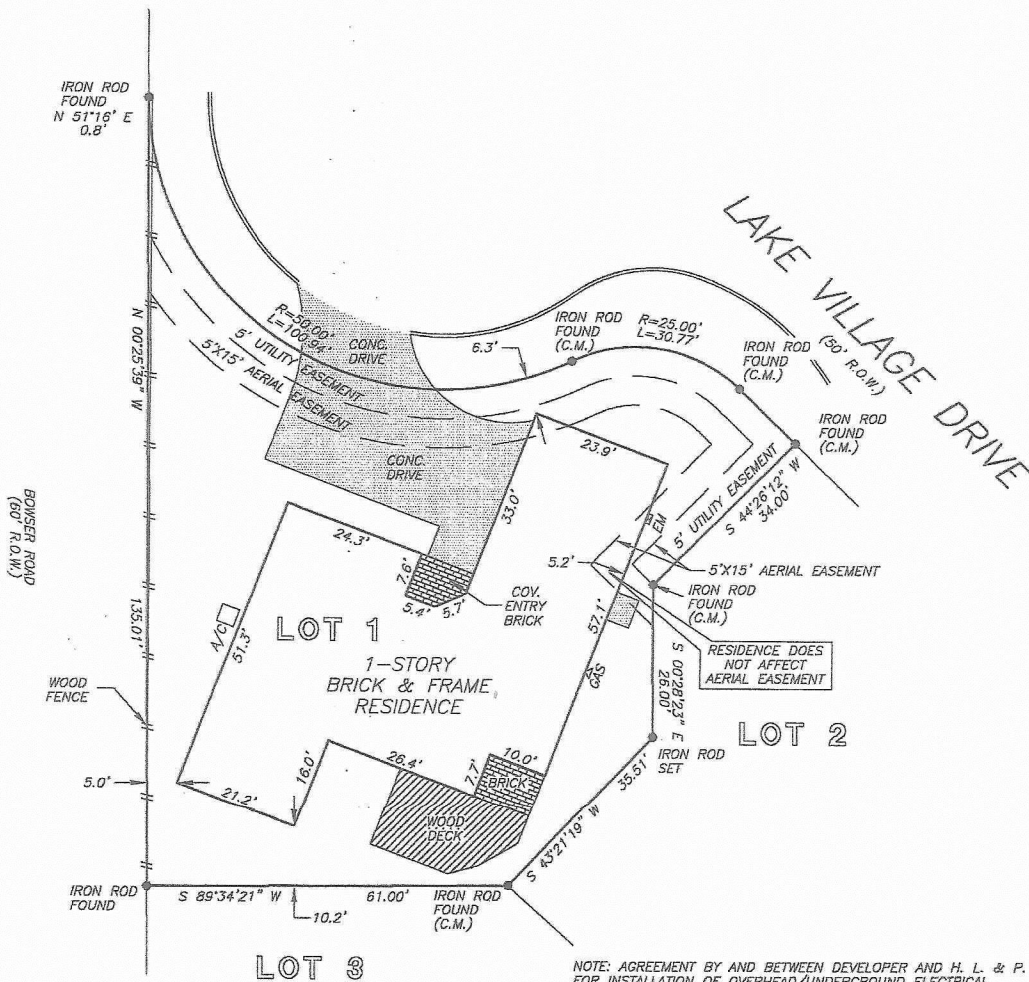 IRON ROD
FOUND
N 51°16' E
0.8'
LAKE VILLAGE DRIVE
(50' R.O.W.)
R=50.00'
L=100.94'
CONC.
DRIVE
5' UTILITY EASEMENT
5'X15' AERIAL EASEMENT
6.3'
IRON ROD
FOUND
(C.M.)
R=25.00'
L=30.77'
IRON ROD
FOUND
(C.M.)
IRON ROD
FOUND
(C.M.)
N 00°25'39" W
135.01'
BOWSER ROAD
(60' R.O.W.)
CONC.
DRIVE
23.9'
33.0'
5' UTILITY EASEMENT
S 44°26'12" W
34.00'
EM
24.3'
7.6'
5.4'
5.7'
COV.
ENTRY
BRICK
5.2'
5'X15' AERIAL EASEMENT
IRON ROD
FOUND
(C.M.)
57.1'
A/C
51.3'
LOT 1
1-STORY
BRICK & FRAME
RESIDENCE
GAS
RESIDENCE DOES
NOT AFFECT
AERIAL EASEMENT
S 00°28'23" E
26.00'
LOT 2
WOOD
FENCE
IRON ROD
SET
5.0'
21.2'
16.0'
26.4'
7.7'
10.0'
BRICK
WOOD
DECK
35.51'
S 43°21'19" W
IRON ROD
FOUND
S 89°34'21" W
61.00'
10.2'
IRON ROD
FOUND
(C.M.)
LOT 3
NOTE: AGREEMENT BY AND BETWEEN DEVELOPER AND H. L. & P.
FOR INSTALLATION OF OVERHEAD/UNDERGROUND ELECTRICAL